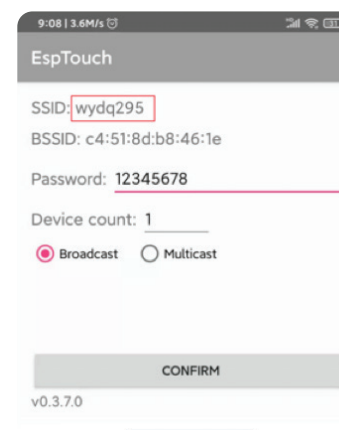 9:08 | 3.6M/s
EspTouch
SSID: wydq295
BSSID: c4:51:8d:b8:46:1e
Password: 12345678
Device count: 1
Broadcast Multicast
CONFIRM
v0.3.7.0